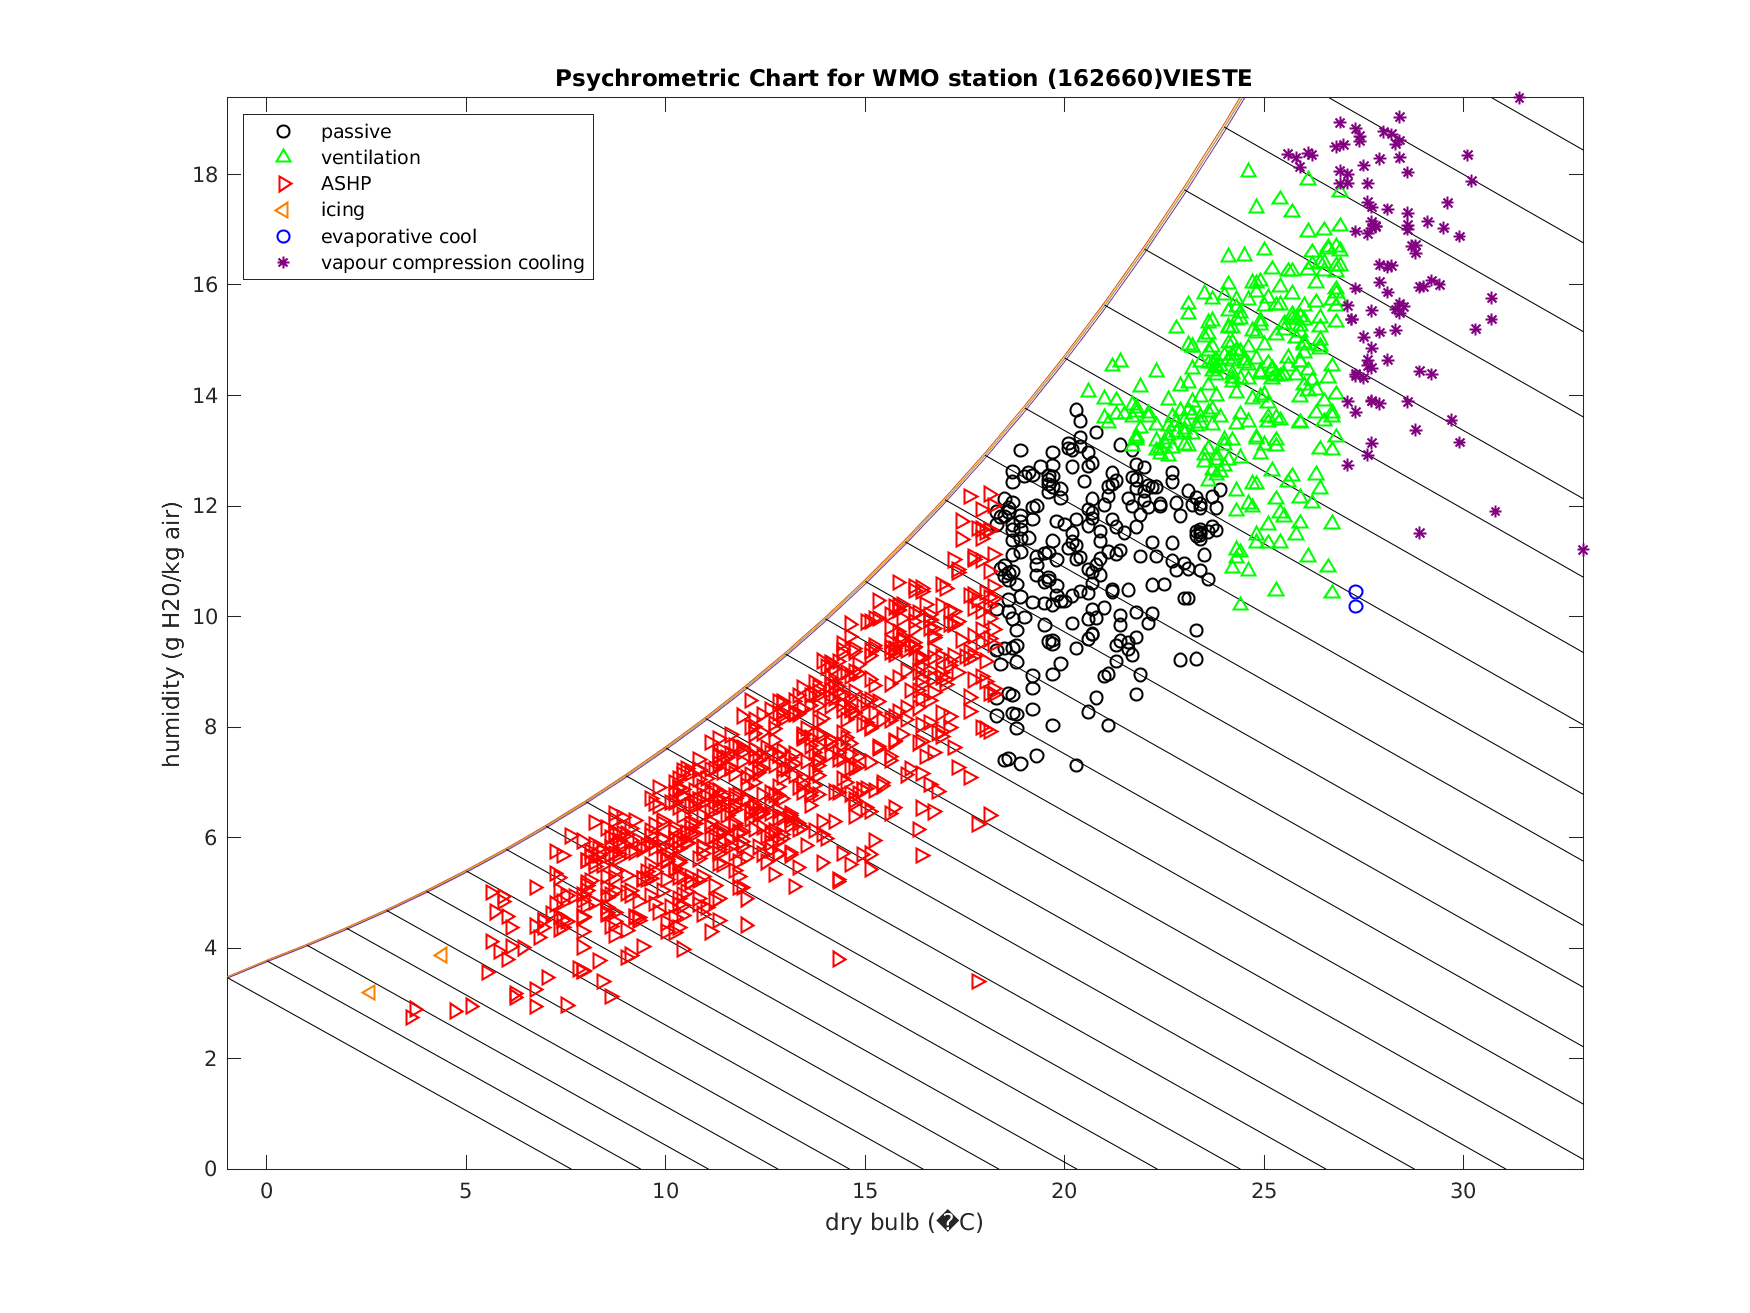 Psychrometric Chart for WMO station (162660)VIESTE
passive
ventilation
ASHP
icing
evaporative cool
vapour compression cooling
humidity (g H20/kg air)
18
16
14
12
10
8
6
4
2
0
0 5 10 15 20 25 30
dry bulb (�C)